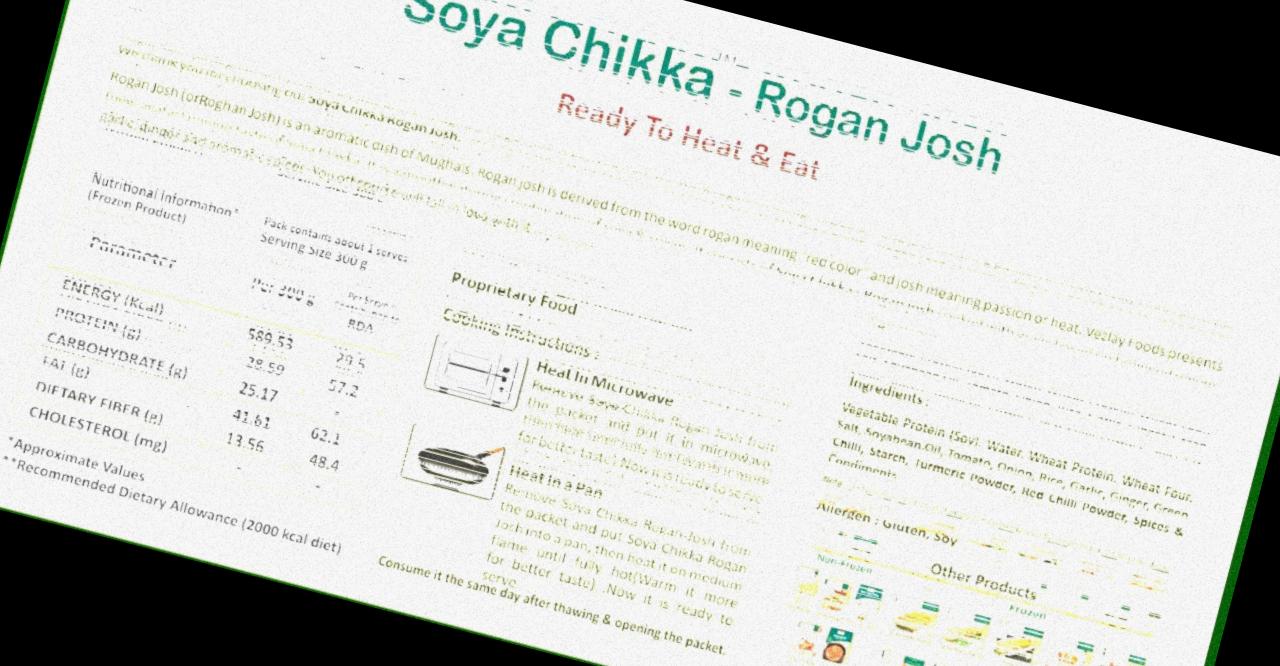 Soya Chikka - Rogan Josh
Ready To Heat & Eat
We thank you for choosing our Soya Chikka Rogan Josh.
Rogan Josh (or Roghan Josh) is an aromatic dish of Mughals. Rogan josh is derived from the word rogan meaning red color and josh meaning passion or heat. Vezlay Foods presents
garlic, ginger and aromatic spices. You of course will fall in love with it.
Nutritional Information*
(Frozen Product)
Pack contains about 1 serves
Serving Size 300 g
Parameter
Per 300 g
Per Serve
RDA
ENERGY (Kcal) 589.53 29.5
PROTEIN (g) 28.59 57.2
CARBOHYDRATE (g) 25.17 -
FAT (g) 41.61 62.1
DIETARY FIBER (g) 13.56 48.4
CHOLESTEROL (mg) - -
*Approximate Values
**Recommended Dietary Allowance (2000 kcal diet)
Proprietary Food
Cooking Instructions :
Heat In Microwave
Remove Soya Chikka Rogan Josh from
the packet and put it in microwave
for better taste) Now it is ready to serve
Heat In a Pan
Remove Soya Chikka Rogan Josh from
the packet and put Soya Chikka Rogan
Josh into a pan, then heat it on medium
flame until fully hot(Warm it more
for better taste) .Now it is ready to
serve
Consume it the same day after thawing & opening the packet.
Ingredients :
Vegetable Protein (Soy), Water, Wheat Protein, Wheat Flour,
Salt, Soyabean Oil, Tomato, Onion, Rice, Garlic, Ginger, Green
Chilli, Starch, Turmeric Powder, Red Chilli Powder, Spices &
Condiments
Allergen : Gluten, Soy
Other Products
Non-Frozen
Frozen